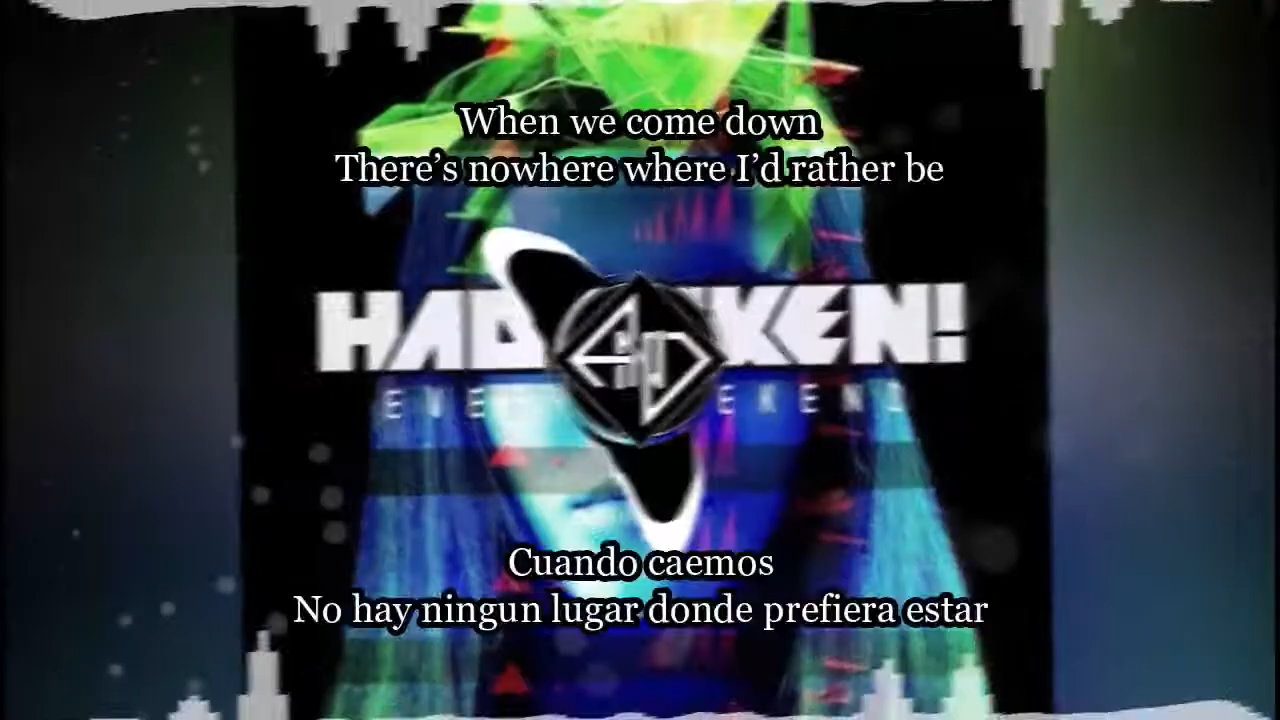 When we come down
There’s nowhere where I’d rather be
Cuando caemos
No hay ningun lugar donde prefiera estar